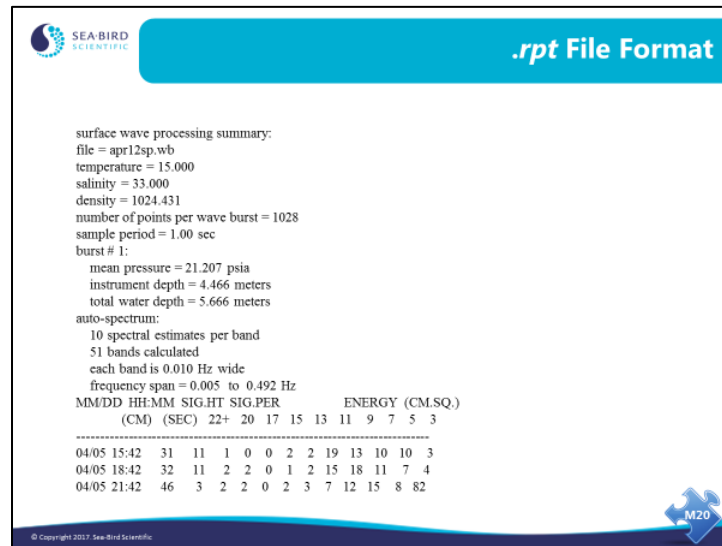 SEA-BIRD
SCIENTIFIC
.rpt File Format
surface wave processing summary:
file = apr12sp.wb
temperature = 15.000
salinity = 33.000
density = 1024.431
number of points per wave burst = 1028
sample period = 1.00 sec
burst # 1:
mean pressure = 21.207 psia
instrument depth = 4.466 meters
total water depth = 5.666 meters
auto-spectrum:
10 spectral estimates per band
51 bands calculated
each band is 0.010 Hz wide
frequency span = 0.005 to 0.492 Hz
MM/DD HH:MM SIG.HT SIG.PER ENERGY (CM.SQ.)
(CM) (SEC) 22+ 20 17 15 13 11 9 7 5 3
--------------------------------------------------------------------------------
04/05 15:42 31 11 1 0 0 2 2 19 13 10 10 3
04/05 18:42 32 11 2 2 0 1 2 15 18 11 7 4
04/05 21:42 46 3 2 2 0 2 3 7 12 15 8 82
M20
© Copyright 2017. Sea-Bird Scientific